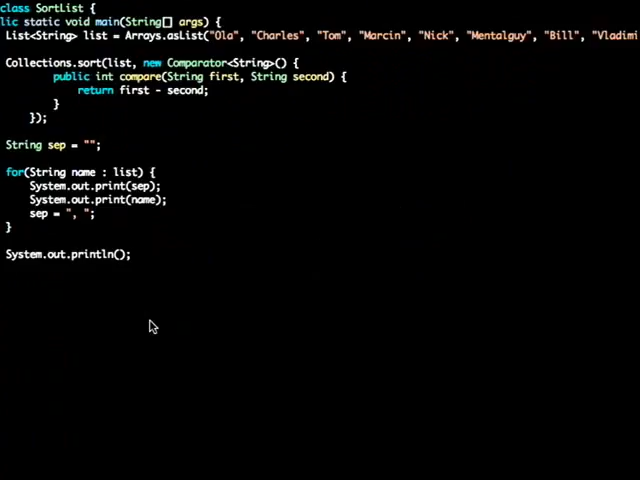 class SortList {
lic static void main(String[] args) {
List<String> list = Arrays.asList("Ola", "Charles", "Tom", "Marcin", "Nick", "Mentalguy", "Bill", "Vladimi
Collections.sort(list, new Comparator<String>() {
public int compare(String first, String second) {
return first - second;
}
});
String sep = "";
for(String name : list) {
System.out.print(sep);
System.out.print(name);
sep = ", ";
}
System.out.println();